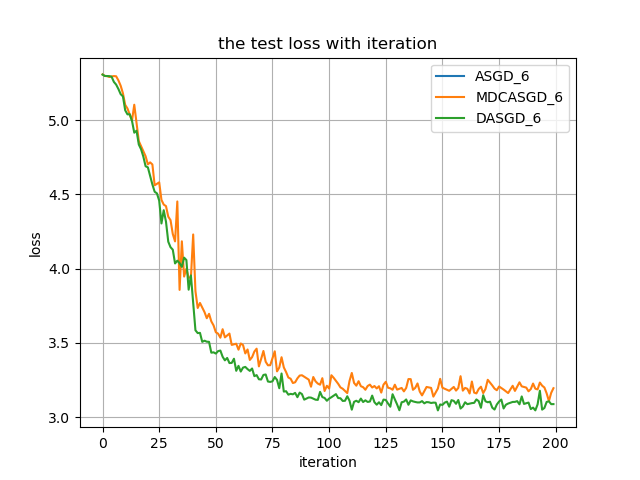 the test loss with iteration
ASGD_6
MDCASGD_6
DASGD_6
5.0
4.5
4.0
3.5
3.0
loss
0 25 50 75 100 125 150 175 200
iteration